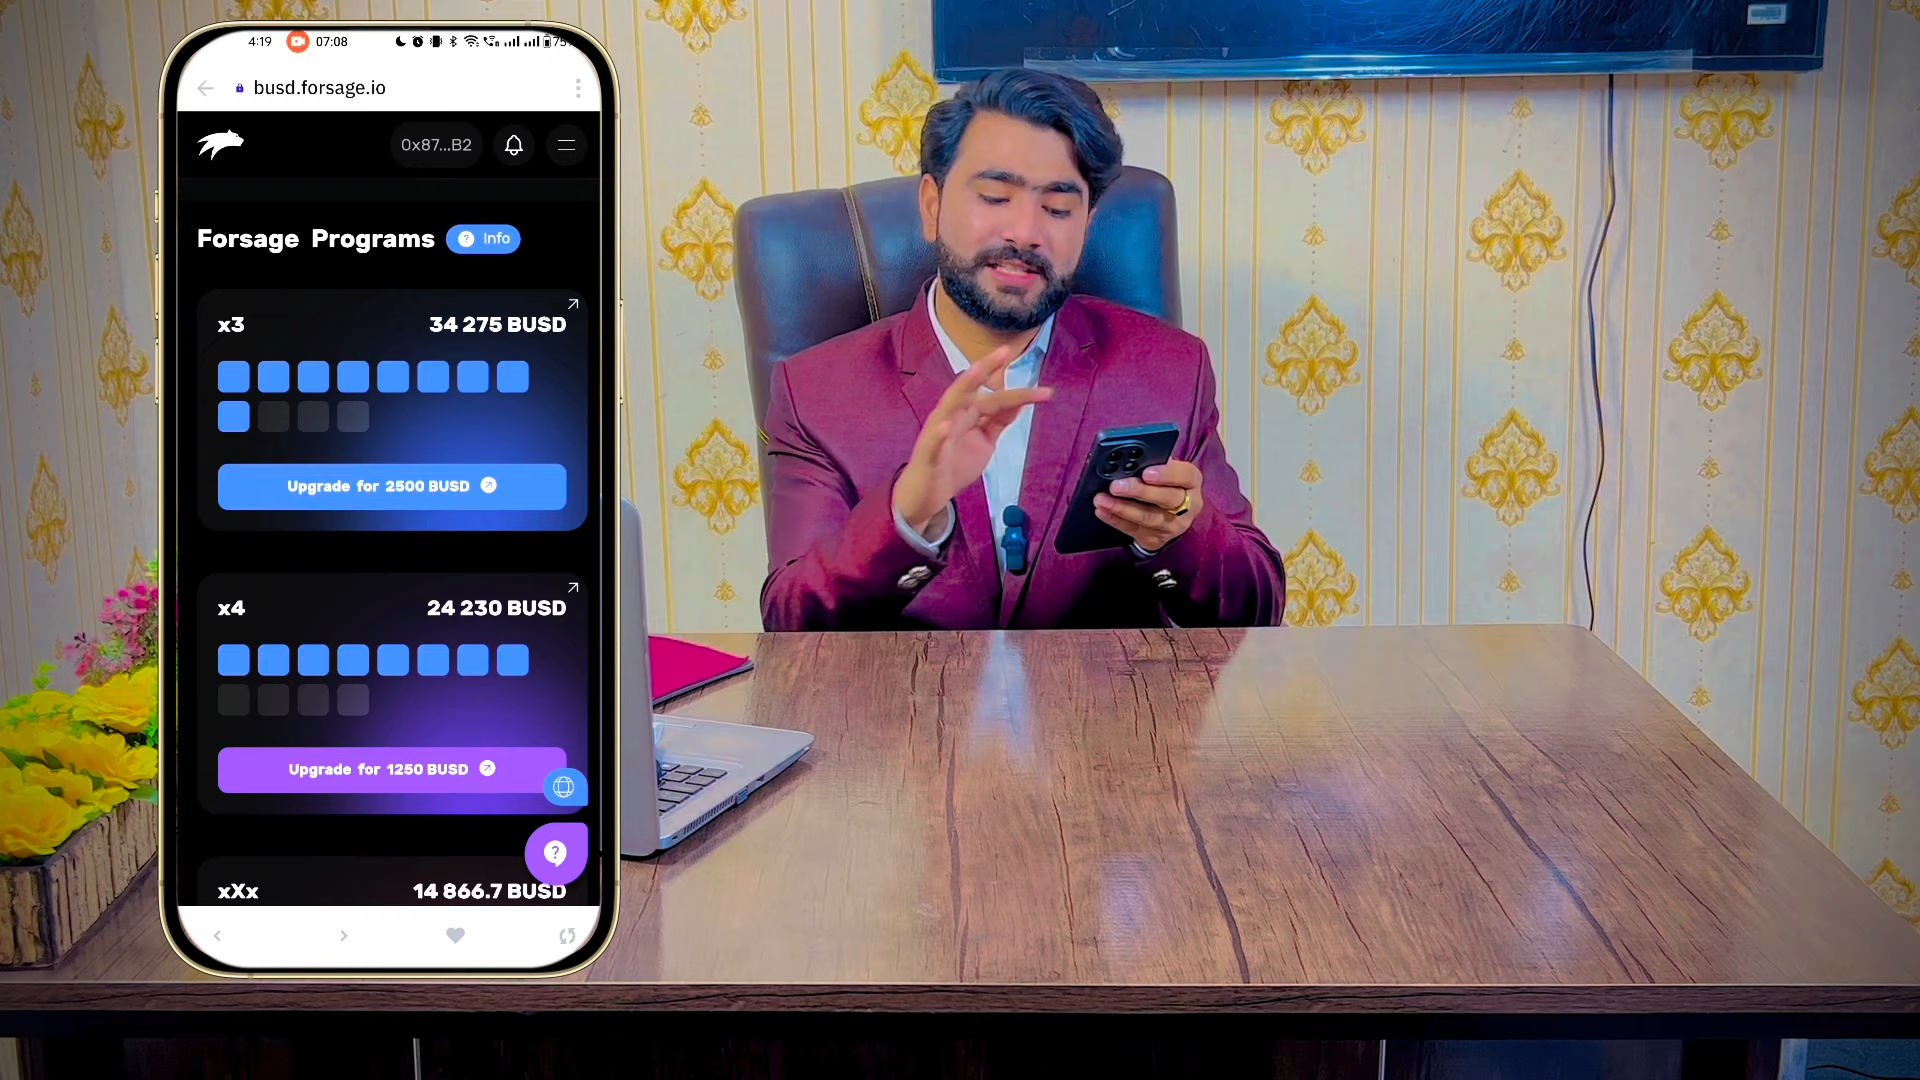 4:19 07:08 75
busd.forsage.io
0x87...B2
Forsage Programs
? Info
x3 34 275 BUSD
Upgrade for 2500 BUSD
x4 24 230 BUSD
Upgrade for 1250 BUSD
?
xXx 14 866.7 BUSD